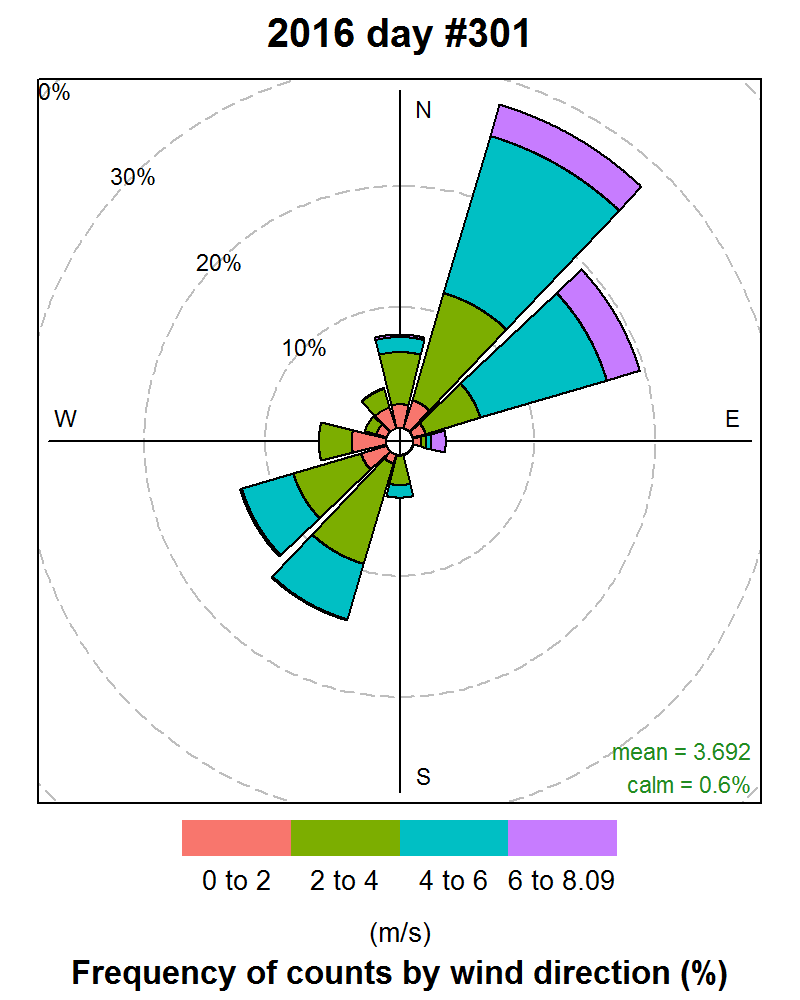 2016 day #301
0%
N
30%
20%
10%
W
E
S
mean = 3.692
calm = 0.6%
0 to 2 2 to 4 4 to 6 6 to 8.09
(m/s)
Frequency of counts by wind direction (%)